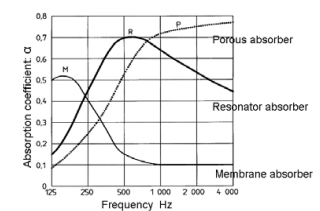 0,8
0,7
0,6
0,5
0,4
0,3
0,2
0,1
0
Absorption coefficient: α
M
R
P
Porous absorber
Resonator absorber
Membrane absorber
125 250 500 1 000 2 000 4 000
Frequency Hz